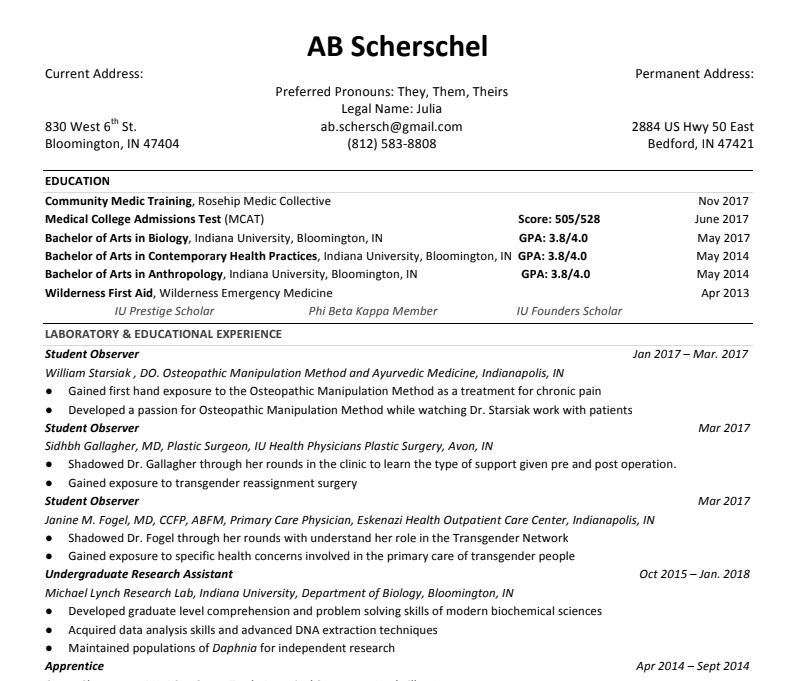 AB Scherschel
Current Address: Permanent Address:
Preferred Pronouns: They, Them, Theirs
Legal Name: Julia
830 West 6th St. ab.schersch@gmail.com 2884 US Hwy 50 East
Bloomington, IN 47404 (812) 583-8808 Bedford, IN 47421
EDUCATION
Community Medic Training, Rosehip Medic Collective Nov 2017
Medical College Admissions Test (MCAT) Score: 505/528 June 2017
Bachelor of Arts in Biology, Indiana University, Bloomington, IN GPA: 3.8/4.0 May 2017
Bachelor of Arts in Contemporary Health Practices, Indiana University, Bloomington, IN GPA: 3.8/4.0 May 2014
Bachelor of Arts in Anthropology, Indiana University, Bloomington, IN GPA: 3.8/4.0 May 2014
Wilderness First Aid, Wilderness Emergency Medicine Apr 2013
IU Prestige Scholar Phi Beta Kappa Member IU Founders Scholar
LABORATORY & EDUCATIONAL EXPERIENCE
Student Observer Jan 2017 – Mar. 2017
William Starsiak , DO. Osteopathic Manipulation Method and Ayurvedic Medicine, Indianapolis, IN
● Gained first hand exposure to the Osteopathic Manipulation Method as a treatment for chronic pain
● Developed a passion for Osteopathic Manipulation Method while watching Dr. Starsiak work with patients
Student Observer Mar 2017
Sidhbh Gallagher, MD, Plastic Surgeon, IU Health Physicians Plastic Surgery, Avon, IN
● Shadowed Dr. Gallagher through her rounds in the clinic to learn the type of support given pre and post operation.
● Gained exposure to transgender reassignment surgery
Student Observer Mar 2017
Janine M. Fogel, MD, CCFP, ABFM, Primary Care Physician, Eskenazi Health Outpatient Care Center, Indianapolis, IN
● Shadowed Dr. Fogel through her rounds with understand her role in the Transgender Network
● Gained exposure to specific health concerns involved in the primary care of transgender people
Undergraduate Research Assistant Oct 2015 – Jan. 2018
Michael Lynch Research Lab, Indiana University, Department of Biology, Bloomington, IN
● Developed graduate level comprehension and problem solving skills of modern biochemical sciences
● Acquired data analysis skills and advanced DNA extraction techniques
● Maintained populations of Daphnia for independent research
Apprentice Apr 2014 – Sept 2014